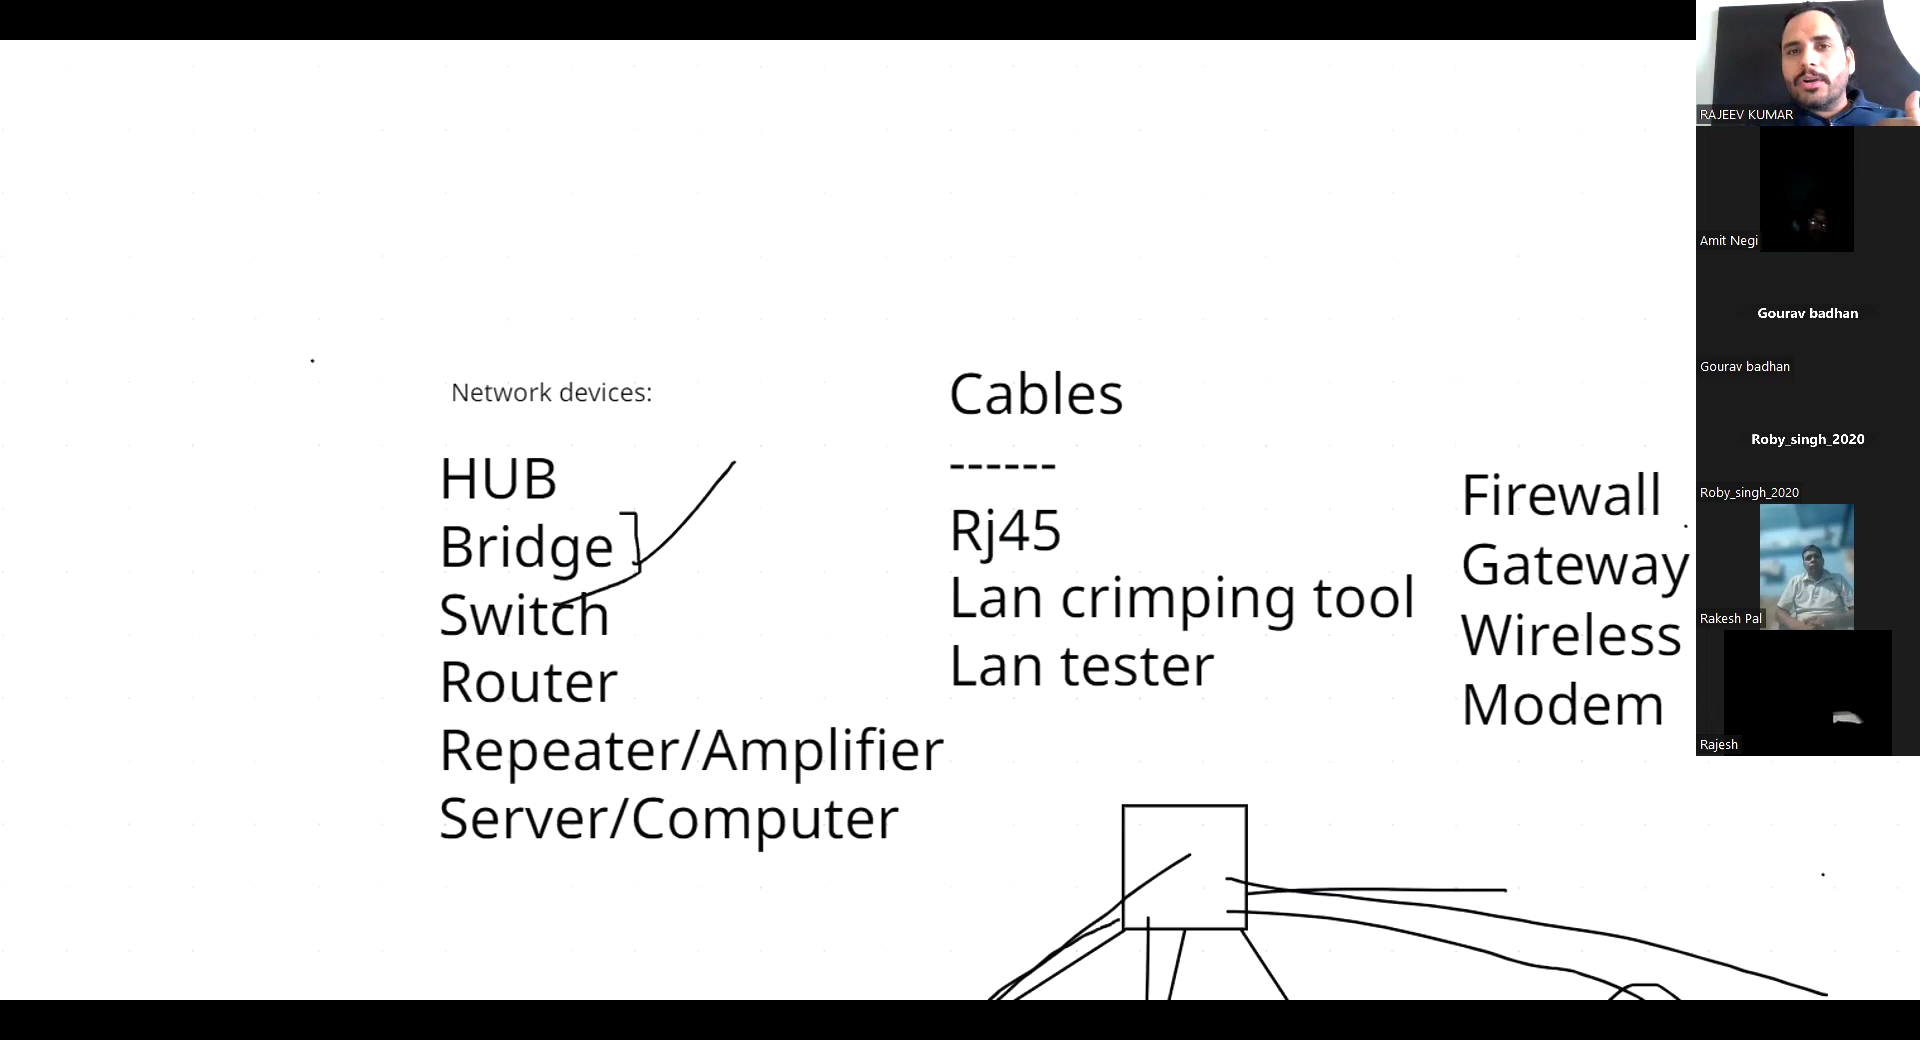 Network devices:
HUB
Bridge
Switch
Router
Repeater/Amplifier
Server/Computer
Cables
------
Rj45
Lan crimping tool
Lan tester
Firewall
Gateway
Wireless
Modem
RAJEEV KUMAR
Amit Negi
Gourav badhan
Gourav badhan
Roby_singh_2020
Roby_singh_2020
Rakesh Pal
Rajesh